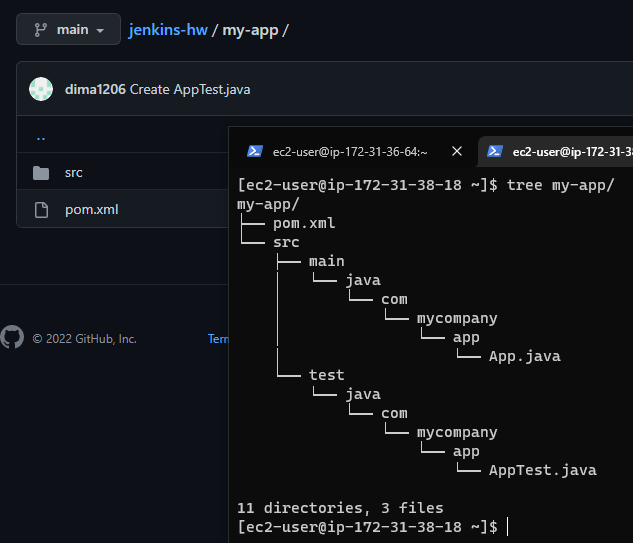 main
jenkins-hw / my-app /
dima1206 Create AppTest.java
..
src
pom.xml
© 2022 GitHub, Inc.
Term
ec2-user@ip-172-31-36-64:~
ec2-user@ip-172-31-38
[ec2-user@ip-172-31-38-18 ~]$ tree my-app/
my-app/
├── pom.xml
└── src
    ├── main
    │   └── java
    │       └── com
    │           └── mycompany
    │               └── app
    │                   └── App.java
    └── test
        └── java
            └── com
                └── mycompany
                    └── app
                        └── AppTest.java
11 directories, 3 files
[ec2-user@ip-172-31-38-18 ~]$